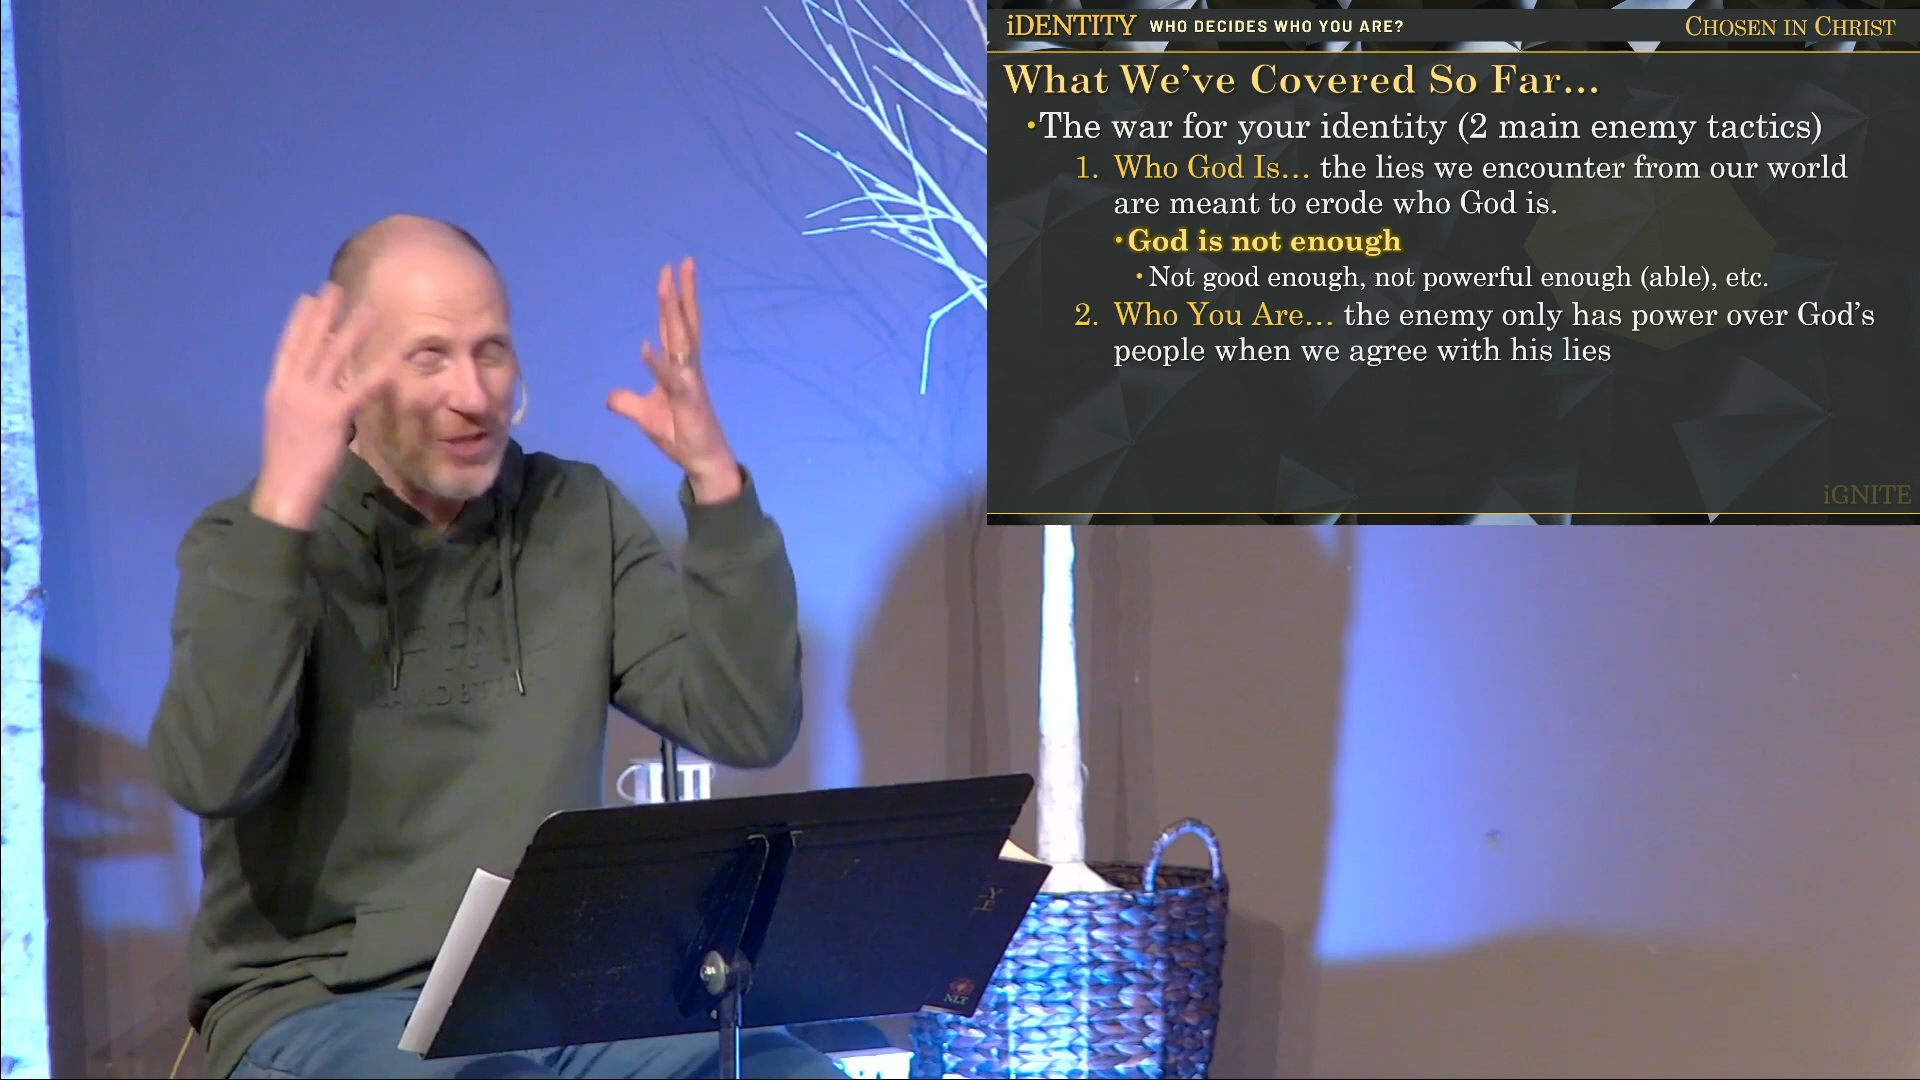 iDENTITY WHO DECIDES WHO YOU ARE?
CHOSEN IN CHRIST
What We've Covered So Far...
•The war for your identity (2 main enemy tactics)
1. Who God Is... the lies we encounter from our world
are meant to erode who God is.
•God is not enough
•Not good enough, not powerful enough (able), etc.
2. Who You Are... the enemy only has power over God's
people when we agree with his lies
iGNITE
NLT